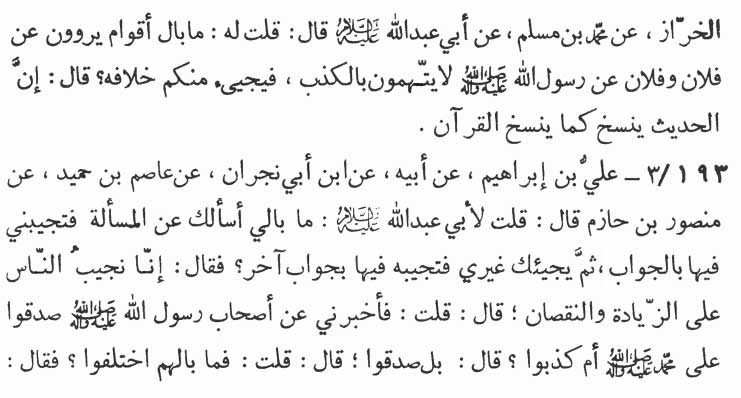 الخرّاز ، عن محمّد بن مسلم ، عن أبي عبدالله عليه السلام قال : قلت له : مابال أقوام يروون عن
فلان وفلان عن رسول الله صلى الله عليه وآله لايتّهمون بالكذب ، فيجيىء منكم خلافه؟ قال : إنَّ
الحديث ينسخ كما ينسخ القرآن .
١٩٣/٣ ــ عليُّ بن إبراهيم ، عن أبيه ، عن ابن أبي نجران ، عن عاصم بن حميد ، عن
منصور بن حازم قال : قلت لأبي عبدالله عليه السلام : ما بالي أسألك عن المسألة فتجيبني
فيها بالجواب ، ثمَّ يجيئك غيري فتجيبه فيها بجواب آخر؟ فقال : إنّا نجيبُ النّاس
على الزّيادة والنقصان ؛ قال : قلت : فأخبرني عن أصحاب رسول الله صلى الله عليه وآله صدقوا
على محمّد صلى الله عليه وآله أم كذبوا ؟ قال : بل صدقوا ؛ قال : قلت : فما بالهم اختلفوا ؟ فقال :